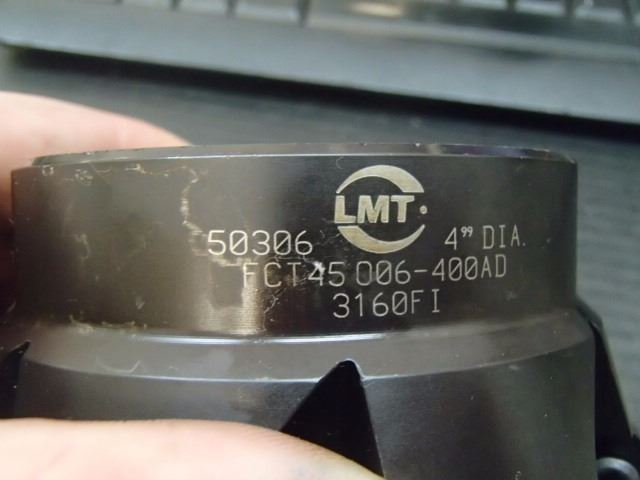 LMT.
50306 4" DIA.
FCT45 006-400AD
3160FI